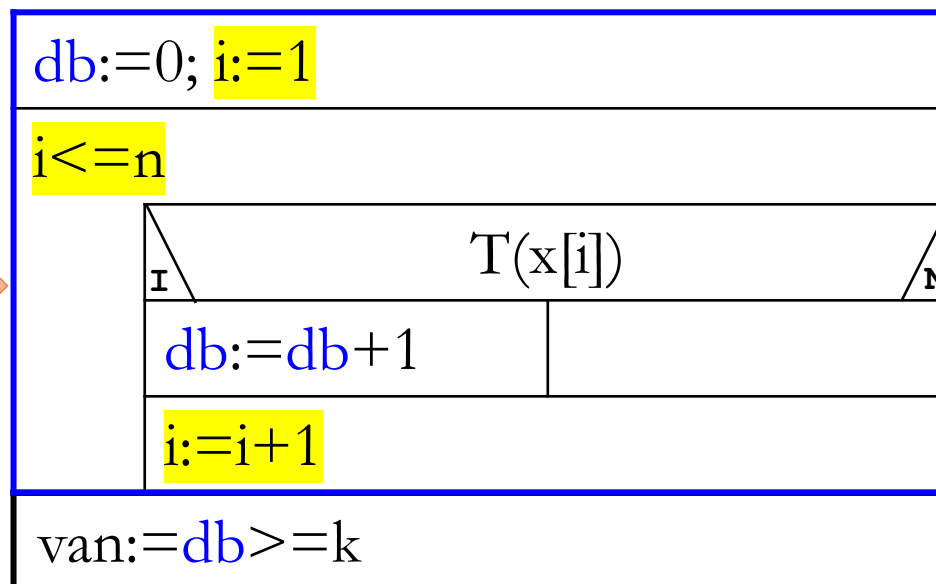 db:=0; i:=1
i<=n
T(x[i])
I N
db:=db+1
i:=i+1
van:=db>=k